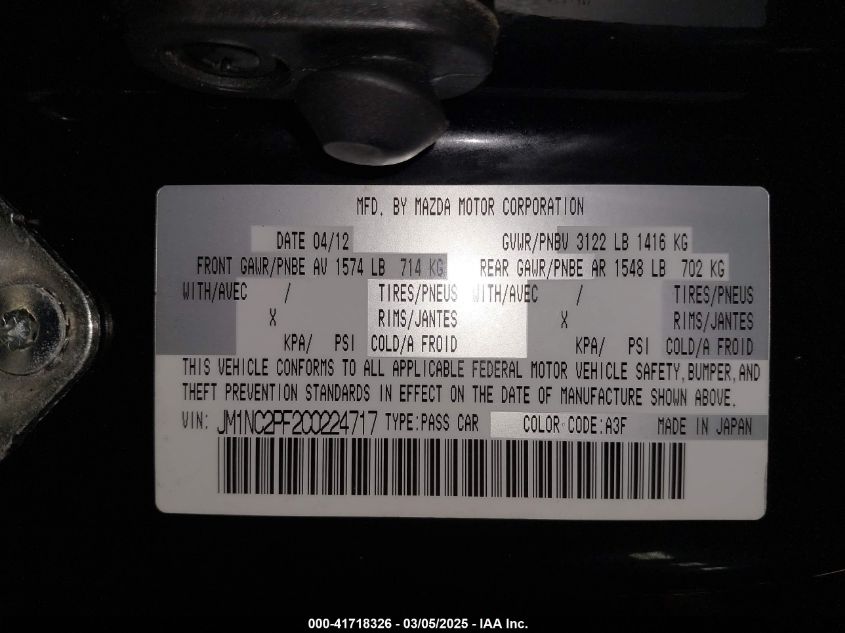 MFD. BY MAZDA MOTOR CORPORATION
DATE 04/12 GVWR/PNBV 3122 LB 1416 KG
FRONT GAWR/PNBE AV 1574 LB 714 KG REAR GAWR/PNBE AR 1548 LB 702 KG
WITH/AVEC / TIRES/PNEUS WITH/AVEC / TIRES/PNEUS
X RIMS/JANTES X RIMS/JANTES
KPA/ PSI COLD/A FROID KPA/ PSI COLD/A FROID
THIS VEHICLE CONFORMS TO ALL APPLICABLE FEDERAL MOTOR VEHICLE SAFETY,BUMPER,AND
THEFT PREVENTION STANDARDS IN EFFECT ON THE DATE OF MANUFACTURE SHOWN ABOVE.
VIN: JM1NC2PF2C0224717 TYPE:PASS CAR COLOR CODE:A3F MADE IN JAPAN
000-41718326 - 03/05/2025 - IAA Inc.